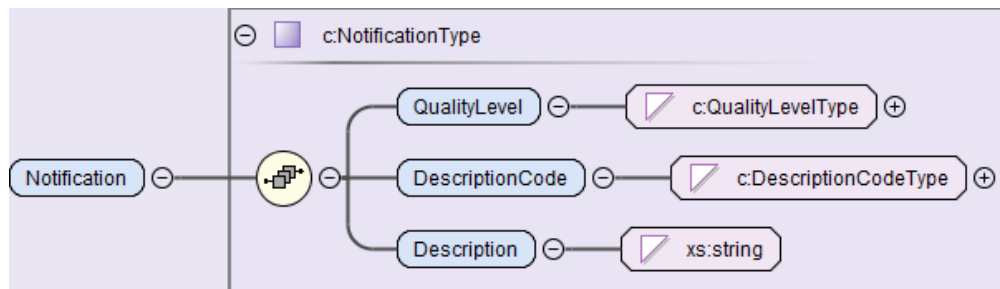 c:NotificationType
QualityLevel c:QualityLevelType
Notification
DescriptionCode c:DescriptionCodeType
Description xs:string